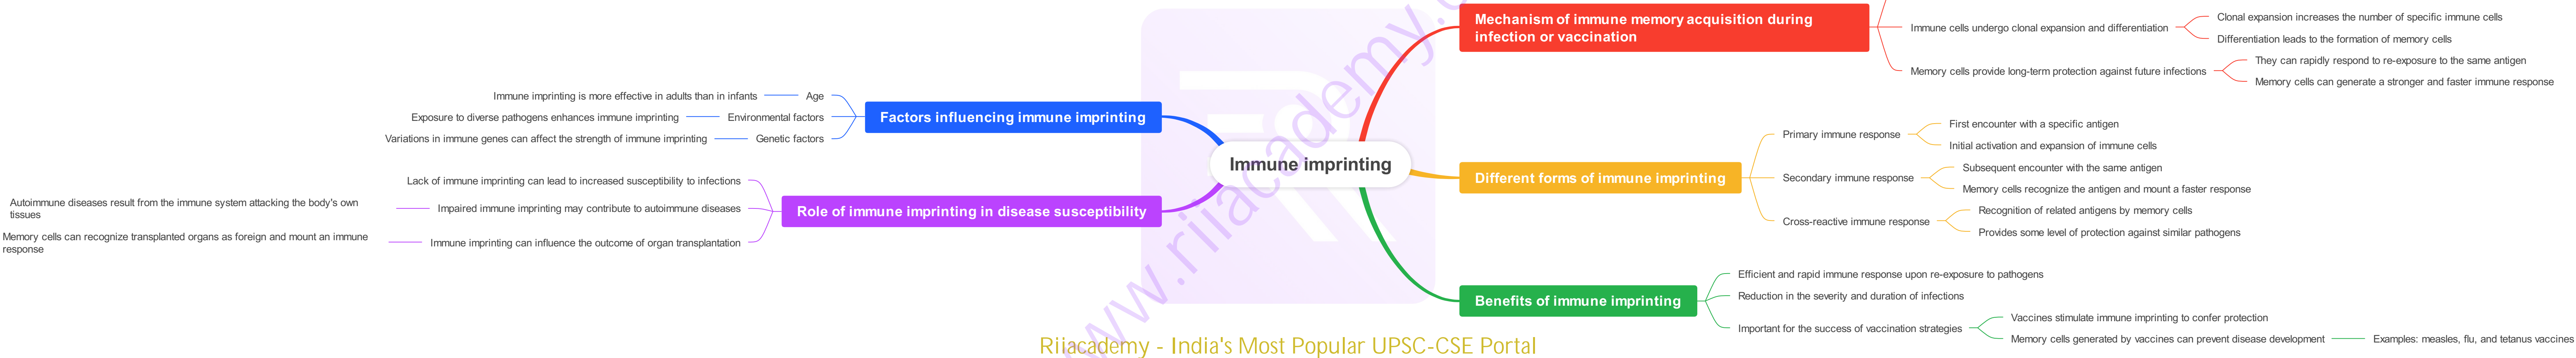 Immune imprinting
Mechanism of immune memory acquisition during
infection or vaccination
Immune cells undergo clonal expansion and differentiation
Clonal expansion increases the number of specific immune cells
Differentiation leads to the formation of memory cells
Memory cells provide long-term protection against future infections
They can rapidly respond to re-exposure to the same antigen
Memory cells can generate a stronger and faster immune response
Different forms of immune imprinting
Primary immune response
First encounter with a specific antigen
Initial activation and expansion of immune cells
Secondary immune response
Subsequent encounter with the same antigen
Memory cells recognize the antigen and mount a faster response
Cross-reactive immune response
Recognition of related antigens by memory cells
Provides some level of protection against similar pathogens
Benefits of immune imprinting
Efficient and rapid immune response upon re-exposure to pathogens
Reduction in the severity and duration of infections
Important for the success of vaccination strategies
Vaccines stimulate immune imprinting to confer protection
Memory cells generated by vaccines can prevent disease development
Examples: measles, flu, and tetanus vaccines
Factors influencing immune imprinting
Age
Immune imprinting is more effective in adults than in infants
Environmental factors
Exposure to diverse pathogens enhances immune imprinting
Genetic factors
Variations in immune genes can affect the strength of immune imprinting
Role of immune imprinting in disease susceptibility
Lack of immune imprinting can lead to increased susceptibility to infections
Impaired immune imprinting may contribute to autoimmune diseases
Autoimmune diseases result from the immune system attacking the body's own
tissues
Immune imprinting can influence the outcome of organ transplantation
Memory cells can recognize transplanted organs as foreign and mount an immune
response
www.riiacademy.c
Riiacademy - India's Most Popular UPSC-CSE Portal